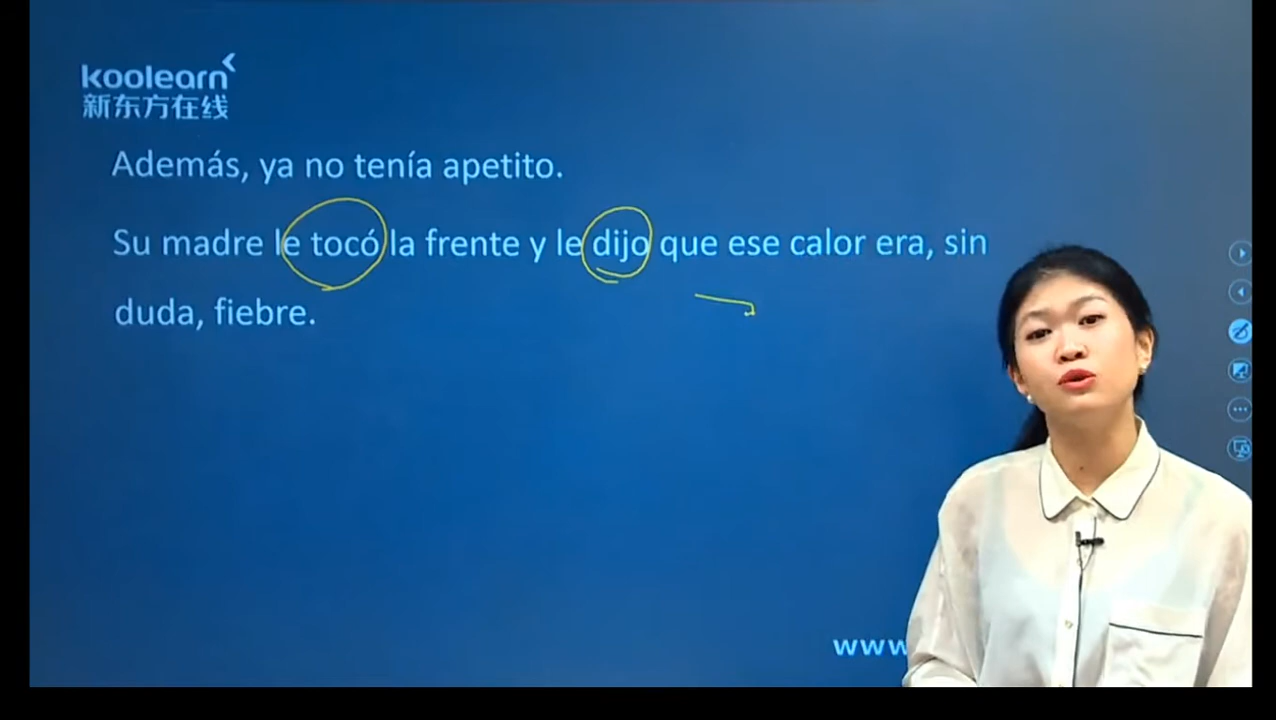 koolearn
新东方在线
Además, ya no tenía apetito.
Su madre le tocó la frente y le dijo que ese calor era, sin
duda, fiebre.
www